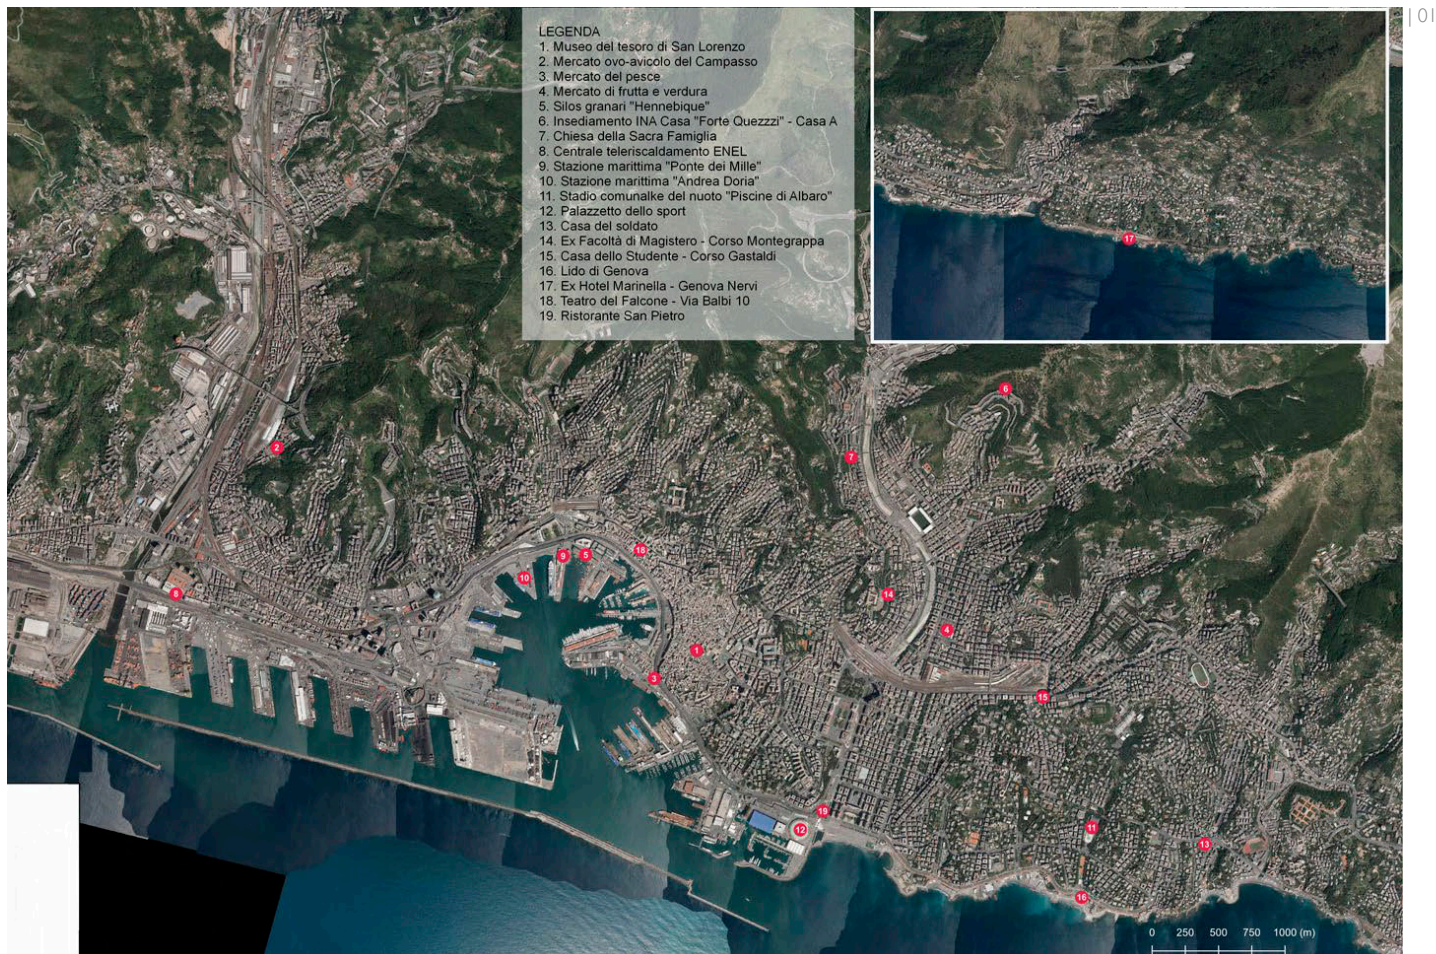 | 01
LEGENDA
1. Museo del tesoro di San Lorenzo
2. Mercato ovo-avicolo del Campasso
3. Mercato del pesce
4. Mercato di frutta e verdura
5. Silos granari "Hennebique"
6. Insediamento INA Casa "Forte Quezzzi" - Casa A
7. Chiesa della Sacra Famiglia
8. Centrale teleriscaldamento ENEL
9. Stazione marittima "Ponte dei Mille"
10. Stazione marittima "Andrea Doria"
11. Stadio comunalke del nuoto "Piscine di Albaro"
12. Palazzetto dello sport
13. Casa del soldato
14. Ex Facoltà di Magistero - Corso Montegrappa
15. Casa dello Studente - Corso Gastaldi
16. Lido di Genova
17. Ex Hotel Marinella - Genova Nervi
18. Teatro del Falcone - Via Balbi 10
19. Ristorante San Pietro
17
6
2
7
18
9
5
10
8
14
4
1
3
15
19
11
12
13
16
0 250 500 750 1000 (m)